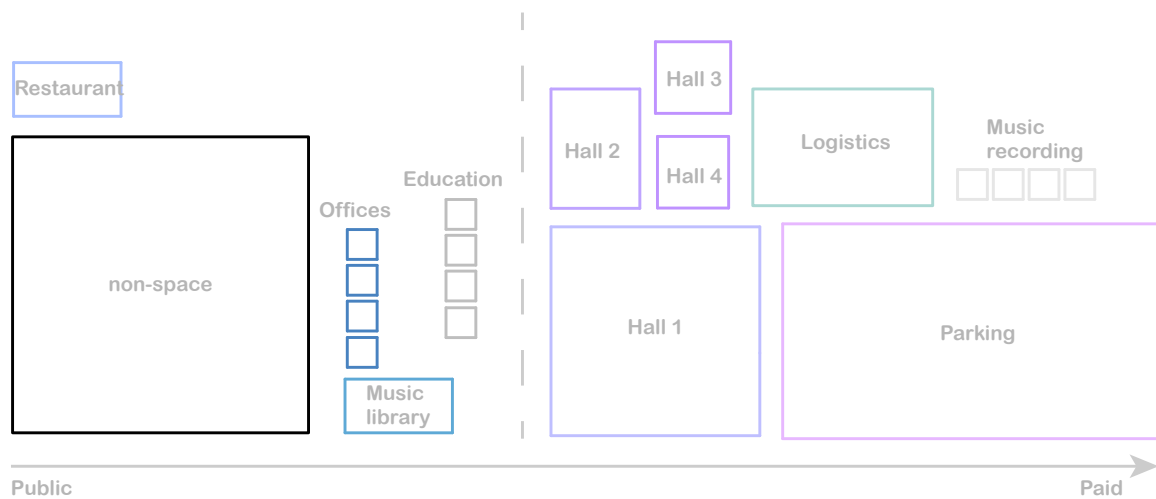 Restaurant
non-space
Offices
Education
Music
library
Hall 1
Hall 2
Hall 3
Hall 4
Logistics
Music
recording
Parking
Public
Paid